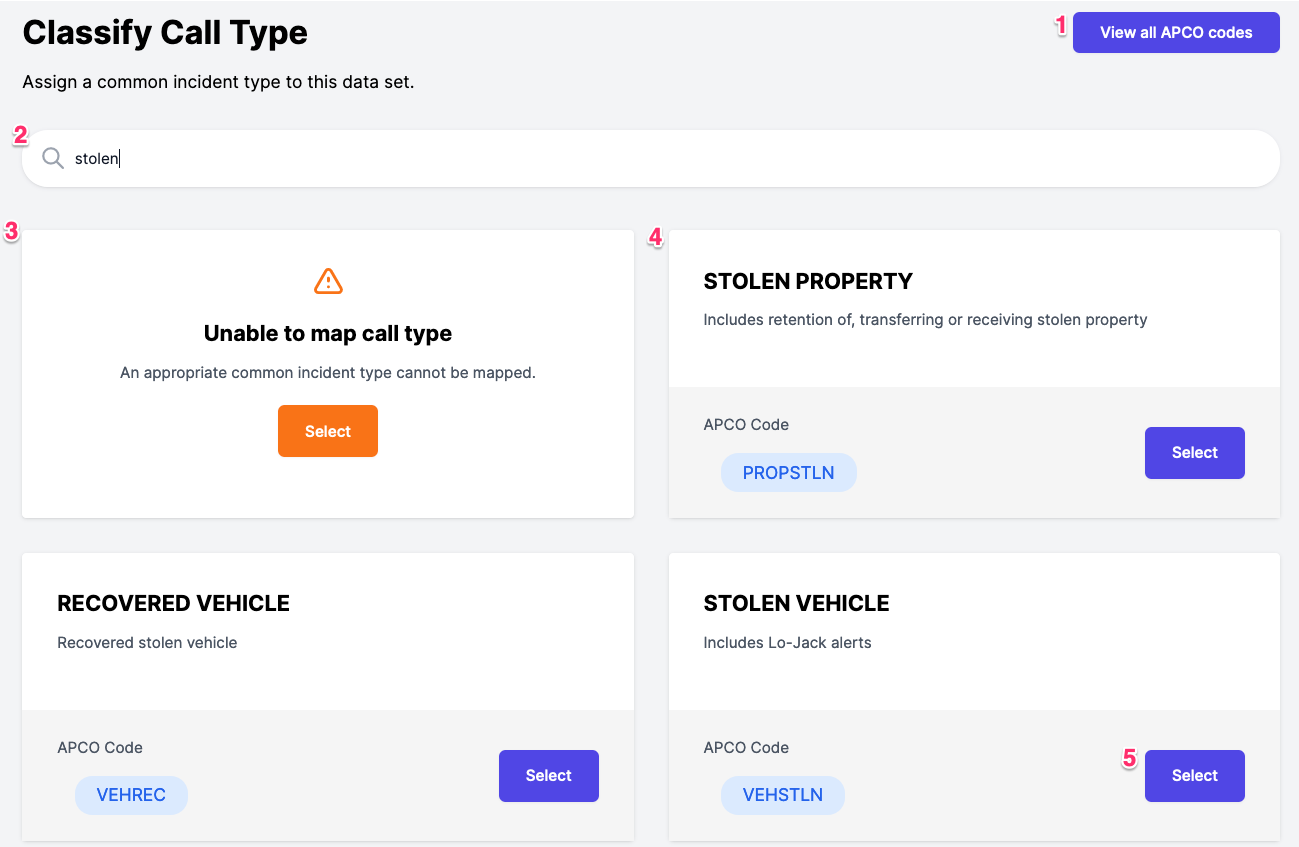 Classify Call Type
1
View all APCO codes
Assign a common incident type to this data set.
2
stolen
3
Unable to map call type
An appropriate common incident type cannot be mapped.
Select
4
STOLEN PROPERTY
Includes retention of, transferring or receiving stolen property
APCO Code
PROPSTLN
Select
RECOVERED VEHICLE
Recovered stolen vehicle
APCO Code
VEHREC
Select
STOLEN VEHICLE
Includes Lo-Jack alerts
APCO Code
VEHSTLN
5
Select